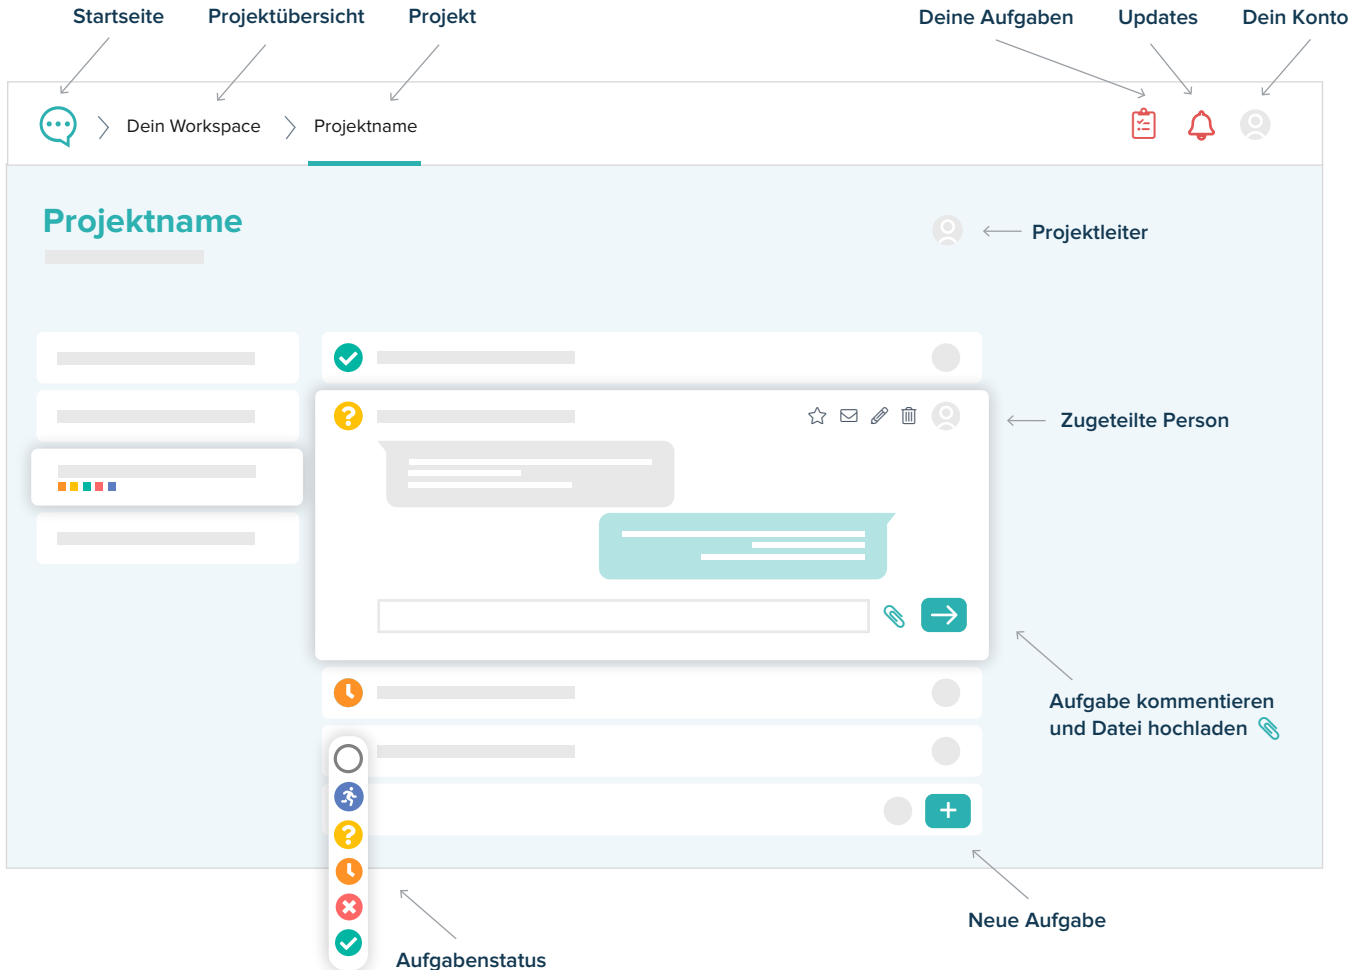 Startseite
Projektübersicht
Projekt
Deine Aufgaben
Updates
Dein Konto
Dein Workspace
Projektname
Projektname
Projektleiter
Zugeteilte Person
Aufgabe kommentieren
und Datei hochladen
Neue Aufgabe
Aufgabenstatus